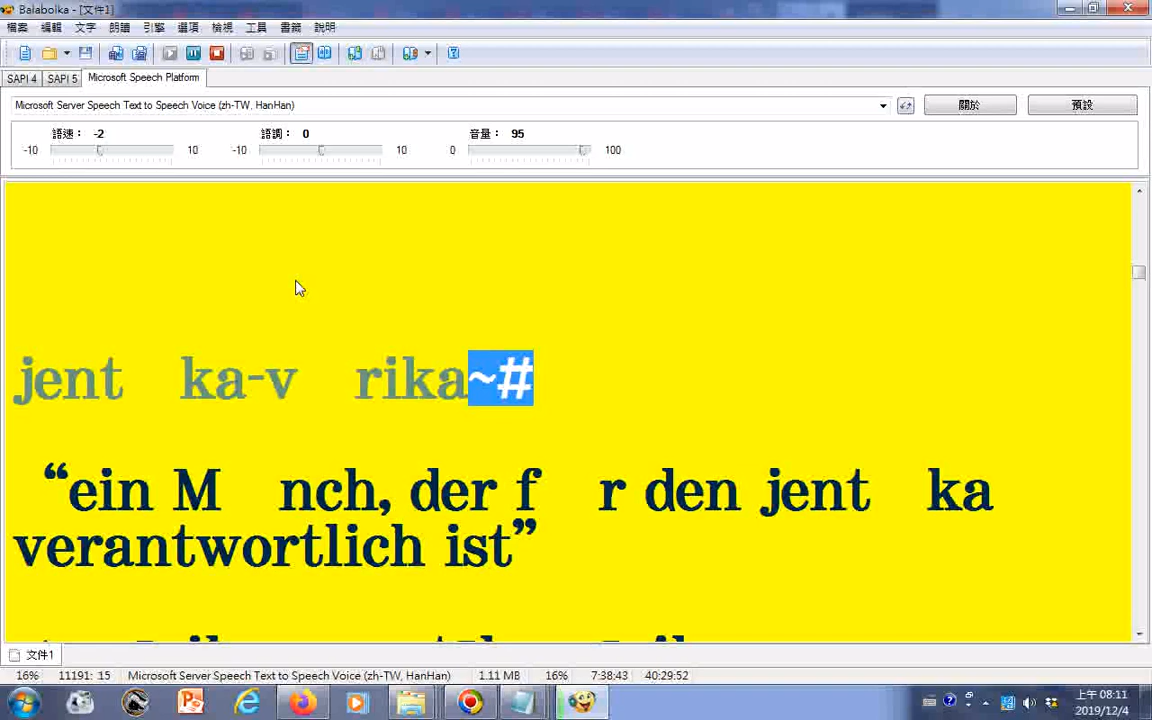 Balabolka - [文件1]
檔案 編輯 文字 朗讀 引擎 選項 檢視 工具 書籤 說明
SAPI 4 SAPI 5 Microsoft Speech Platform
Microsoft Server Speech Text to Speech Voice (zh-TW, HanHan) 關於 預設
語速： -2 語調： 0 音量： 95
-10 10 -10 10 0 100
jent ka-v rika~#
“ein M nch, der f r den jent ka
verantwortlich ist”
文件1
16% 11191: 15 Microsoft Server Speech Text to Speech Voice (zh-TW, HanHan) 1.11 MB 16% 7:38:43 40:29:52
上午 08:11
2019/12/4